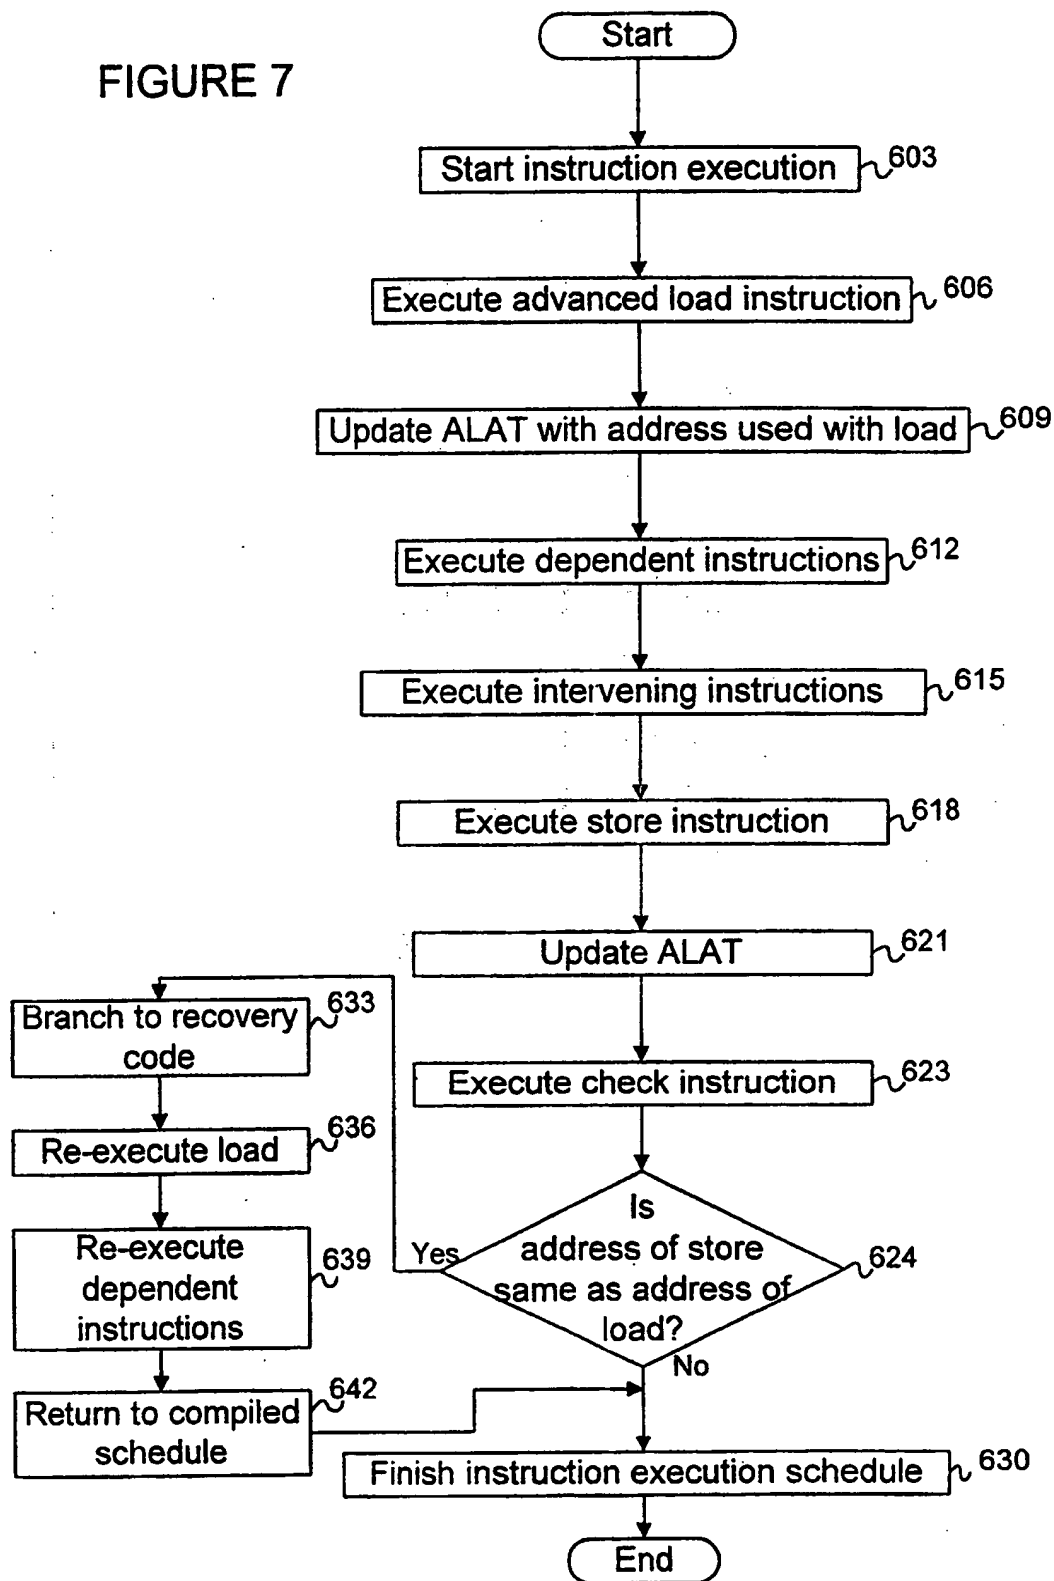 Start
FIGURE 7
Start instruction execution 603
Execute advanced load instruction 606
Update ALAT with address used with load 609
Execute dependent instructions 612
Execute intervening instructions 615
Execute store instruction 618
Update ALAT 621
Execute check instruction 623
Is
address of store
same as address of
load?
624
Yes
No
Branch to recovery
code
633
Re-execute load 636
Re-execute
dependent
instructions
639
Return to compiled
schedule
642
Finish instruction execution schedule 630
End